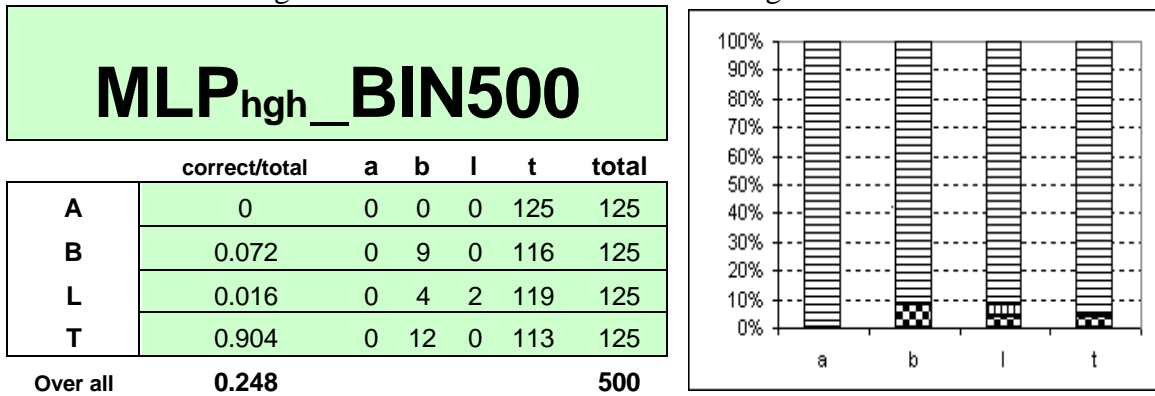 MLPhgh_BIN500
correct/total a b l t total
A 0 0 0 0 125 125
B 0.072 0 9 0 116 125
L 0.016 0 4 2 119 125
T 0.904 0 12 0 113 125
Over all 0.248 500
100%
90%
80%
70%
60%
50%
40%
30%
20%
10%
0%
a b l t